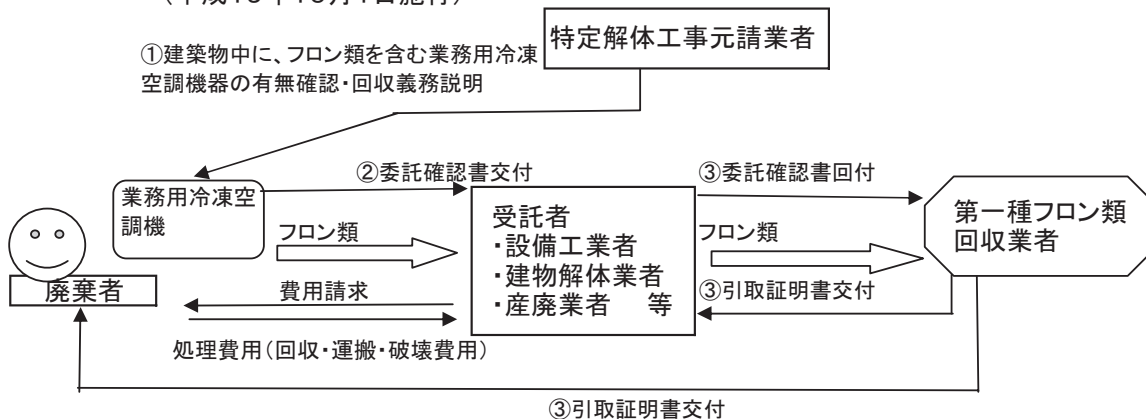 特定解体工事元請業者
①建築物中に、フロン類を含む業務用冷凍
空調機器の有無確認・回収義務説明
②委託確認書交付
③委託確認書回付
業務用冷凍空
調機
受託者
・設備工業者
・建物解体業者
・産廃業者　等
第一種フロン類
回収業者
フロン類
フロン類
廃棄者
費用請求
③引取証明書交付
処理費用（回収・運搬・破壊費用）
③引取証明書交付